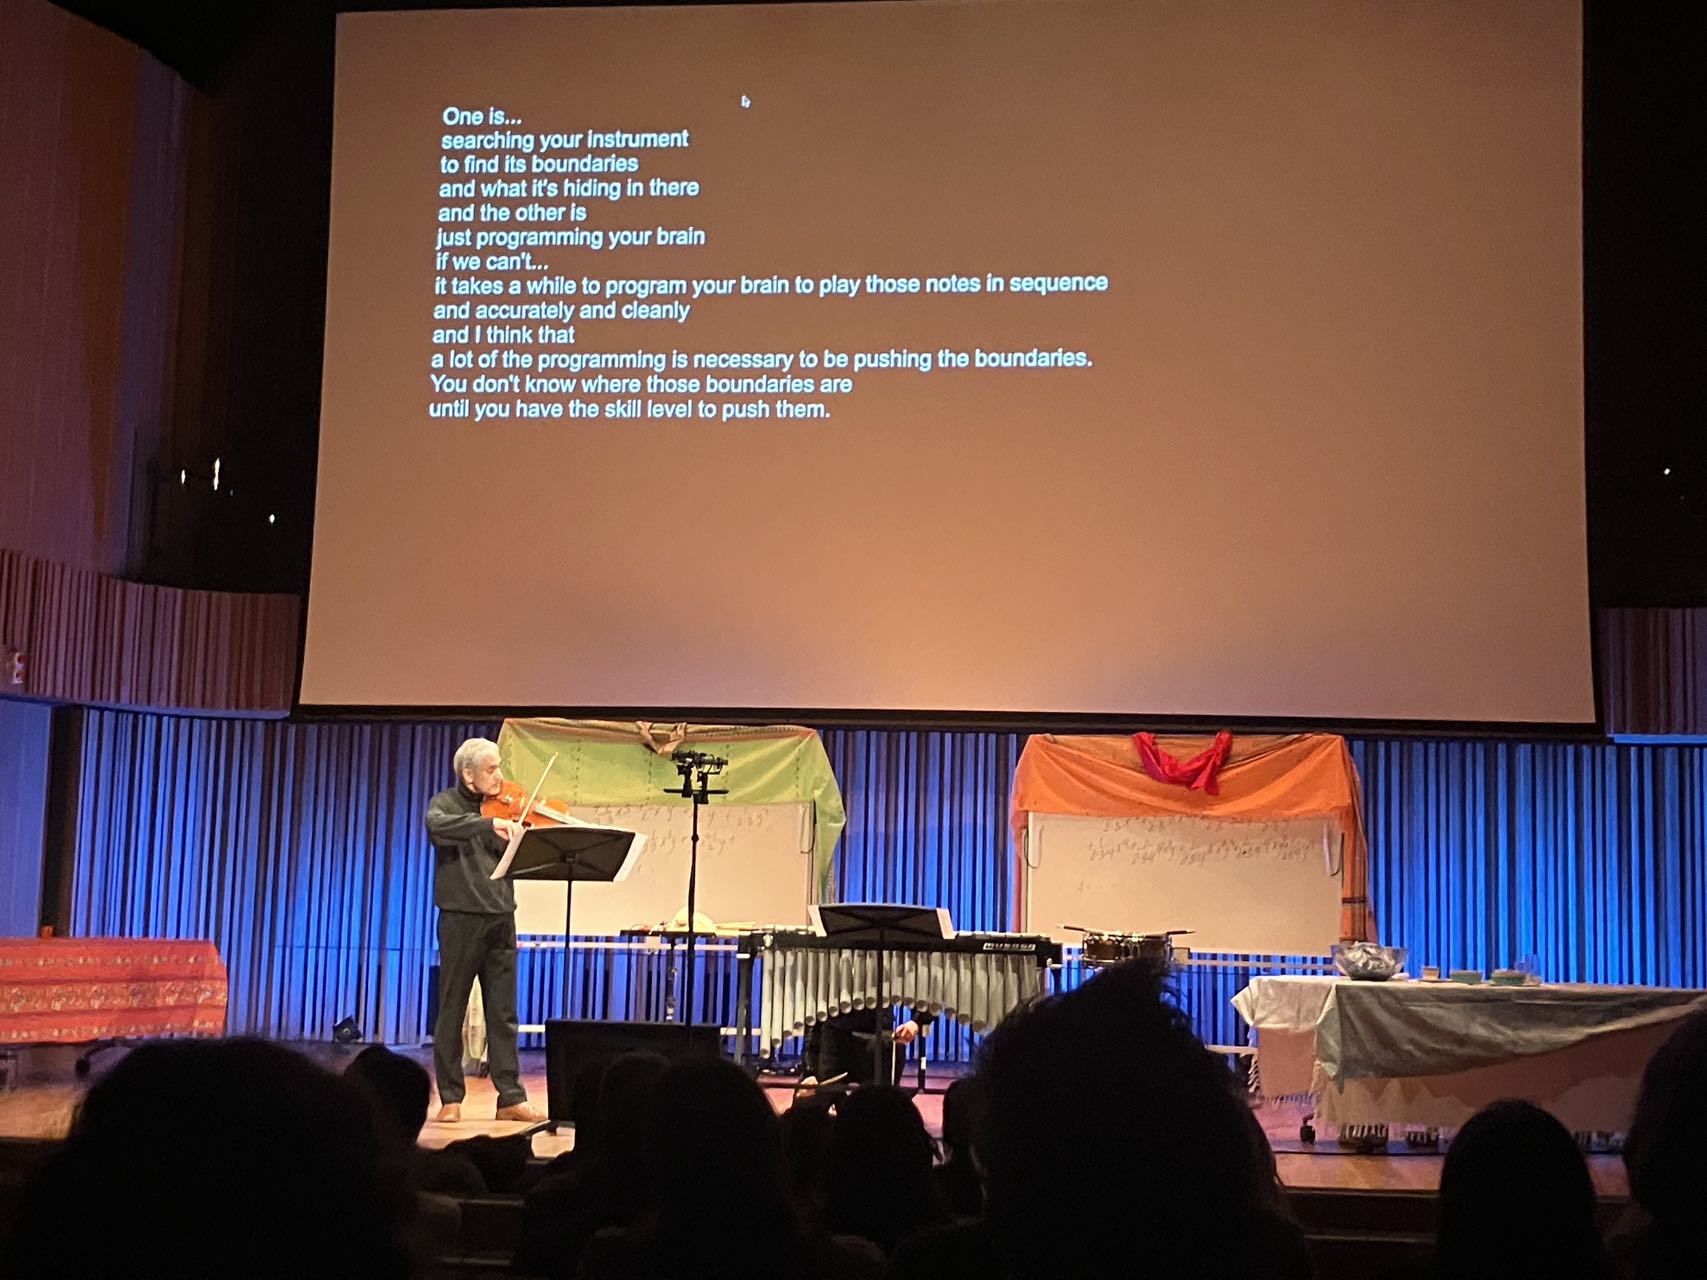 One is...
searching your instrument
to find its boundaries
and what it's hiding in there
and the other is
just programming your brain
if we can't...
it takes a while to program your brain to play those notes in sequence
and accurately and cleanly
and I think that
a lot of the programming is necessary to be pushing the boundaries.
You don't know where those boundaries are
until you have the skill level to push them.
MUSSER